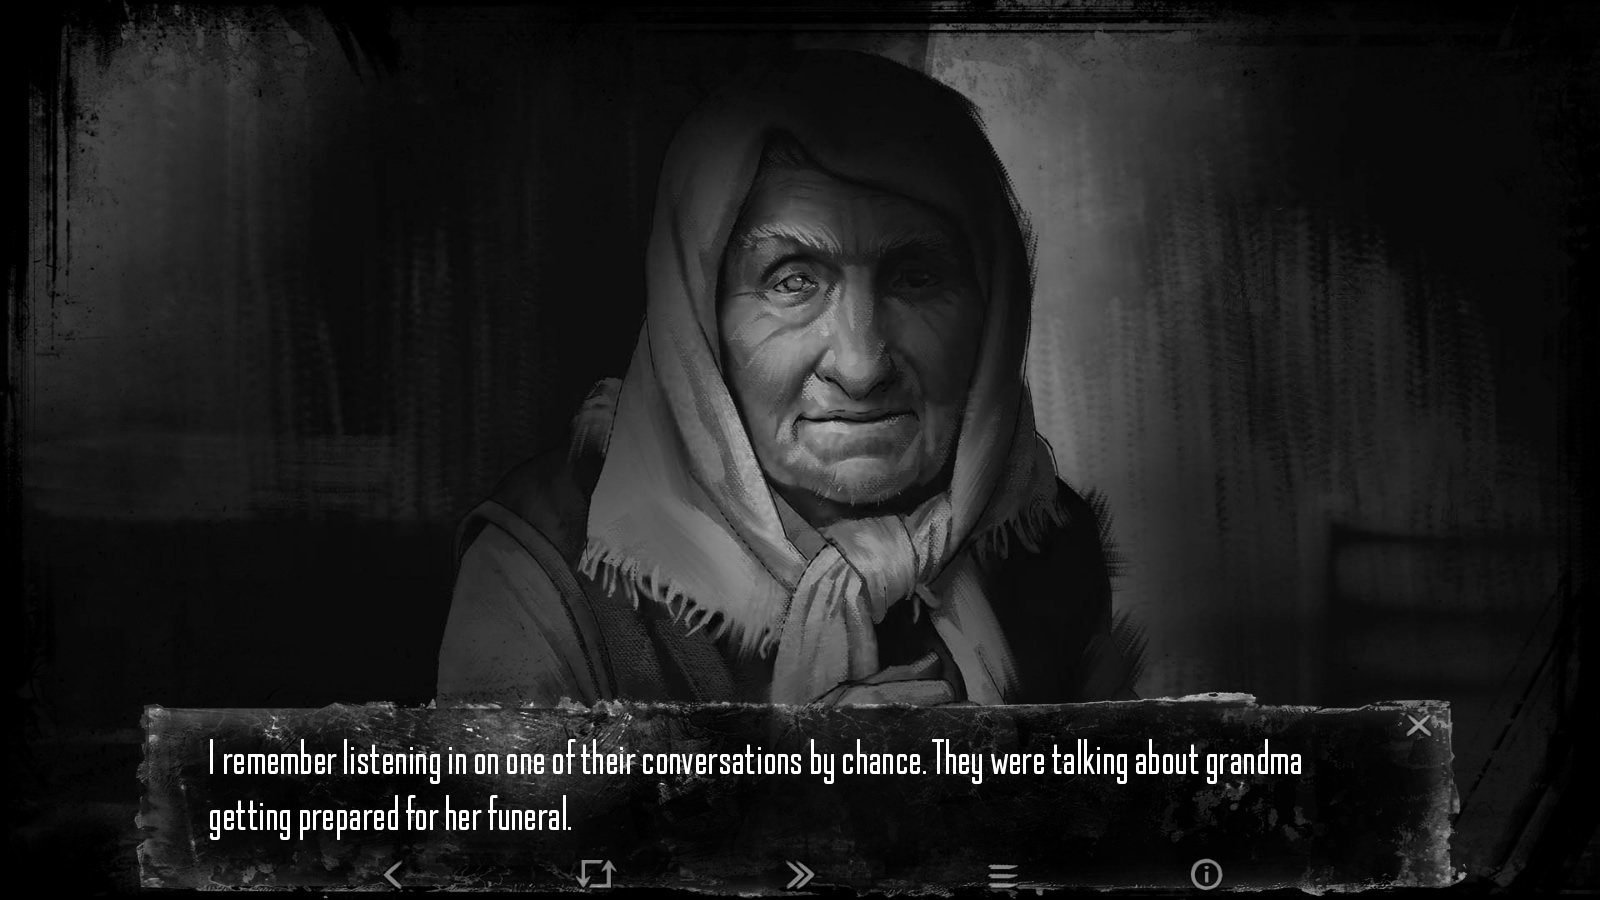 I remember listening in on one of their conversations by chance. They were talking about grandma
getting prepared for her funeral.